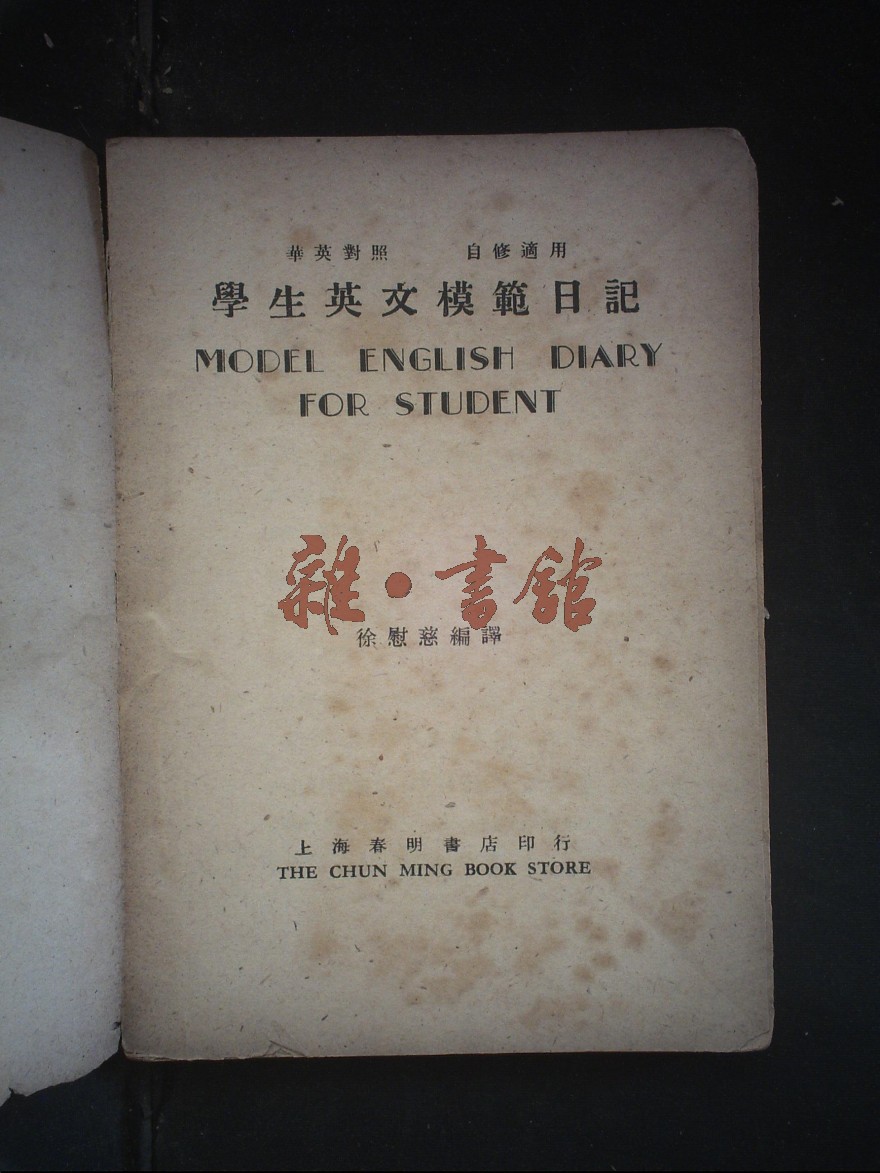 華英對照 自修適用
學生英文模範日記
MODEL ENGLISH DIARY
FOR STUDENT
雜·書館
徐慰慈編譯
上海春明書店印行
THE CHUN MING BOOK STORE